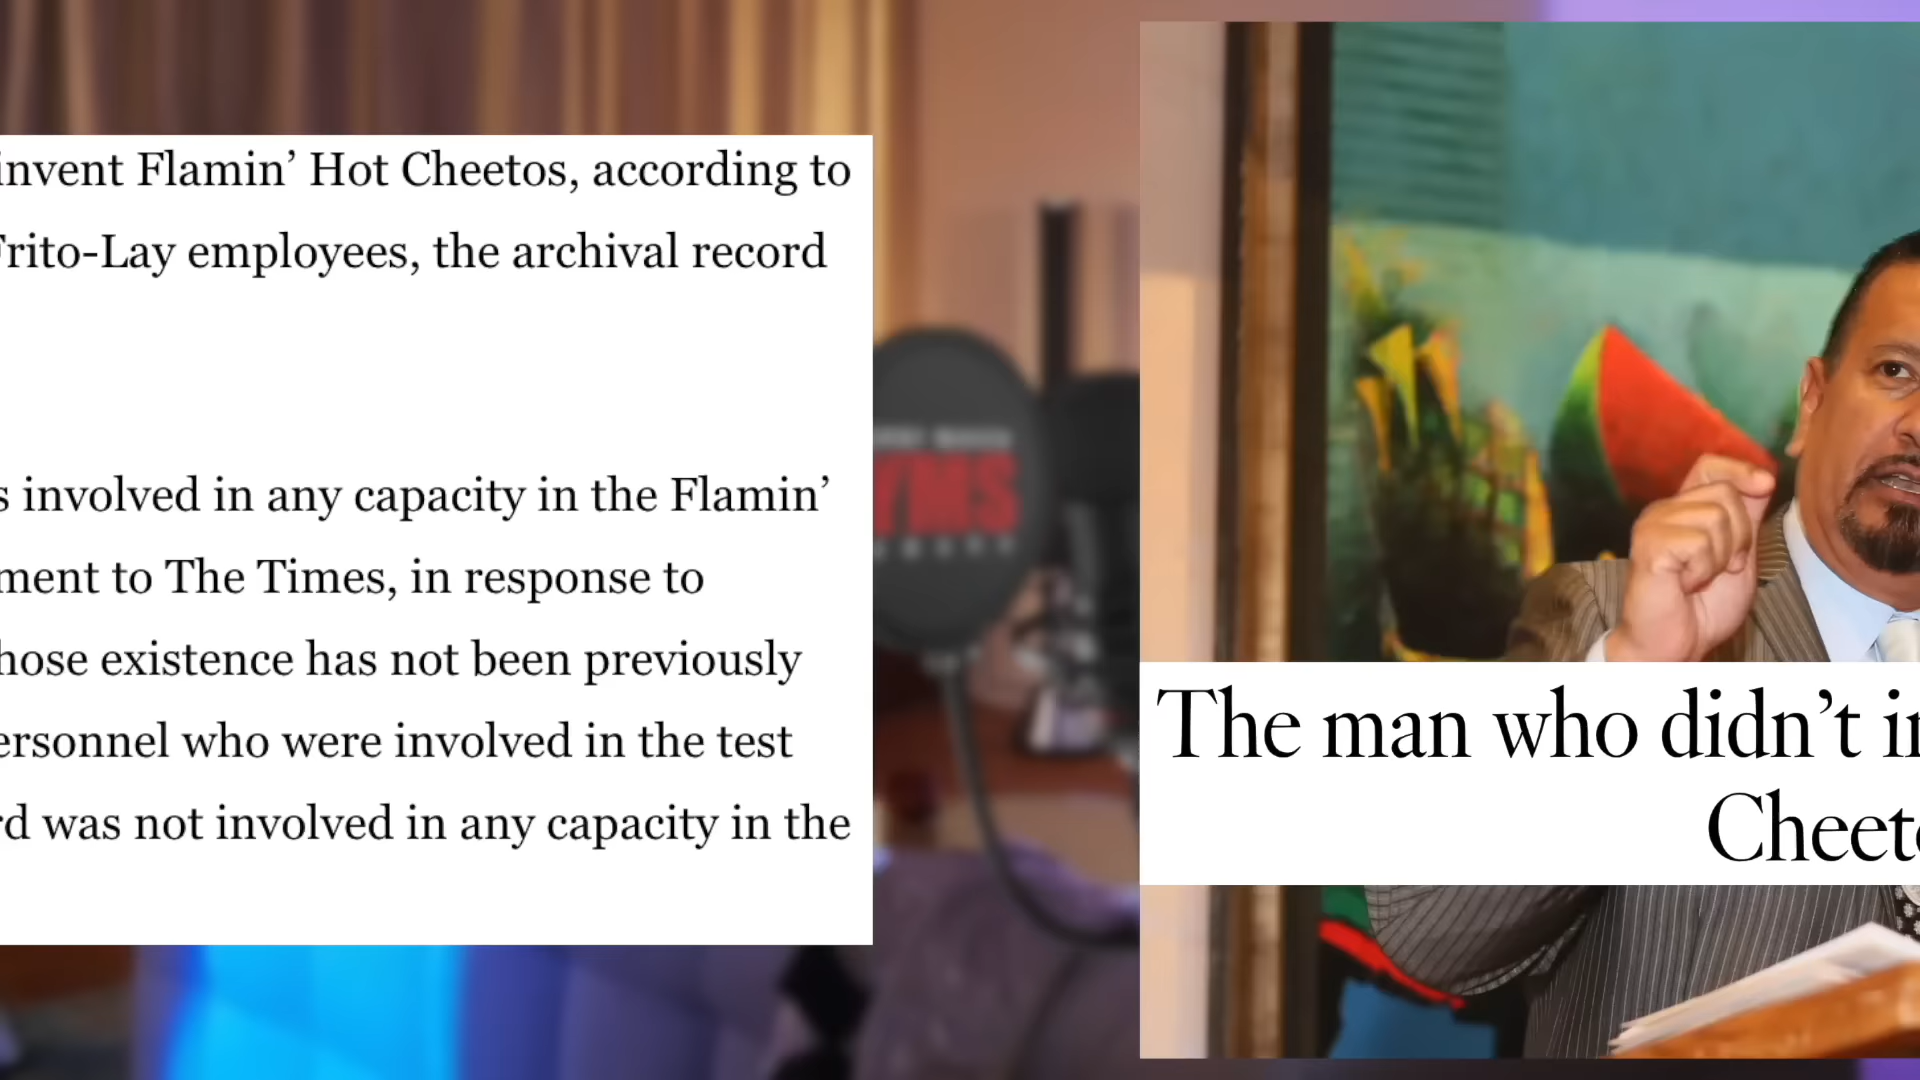 invent Flamin’ Hot Cheetos, according to
Frito-Lay employees, the archival record
s involved in any capacity in the Flamin’
ment to The Times, in response to
hose existence has not been previously
ersonnel who were involved in the test
rd was not involved in any capacity in the
YMS
The man who didn’t in
Cheeto